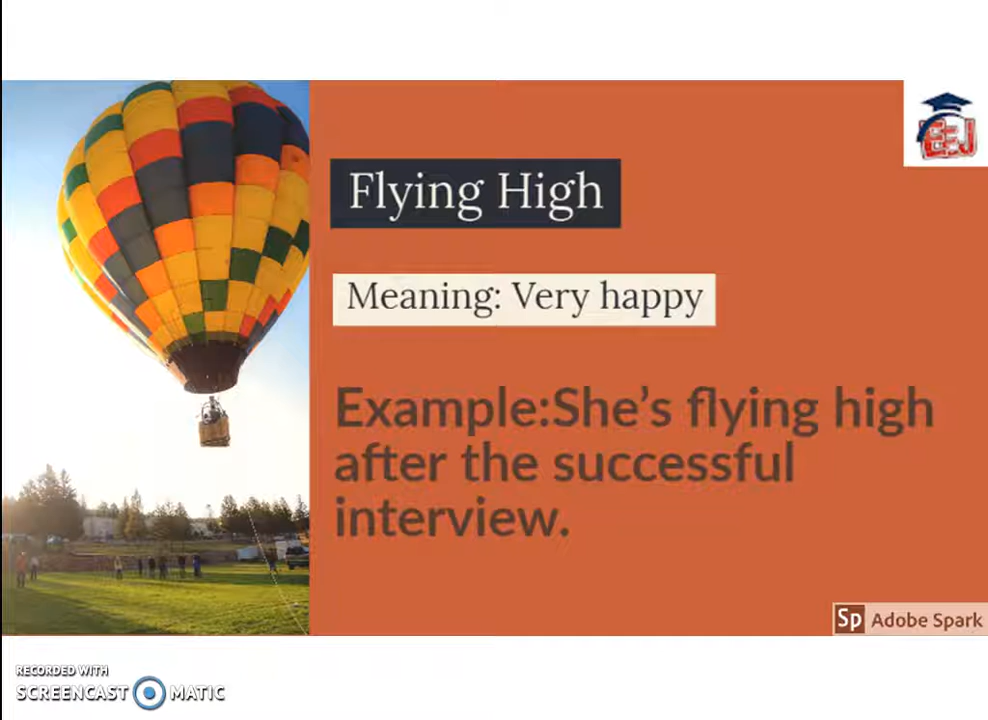 EEJ
Flying High
Meaning: Very happy
Example:She's flying high
after the successful
interview.
Sp Adobe Spark
RECORDED WITH
SCREENCAST MATIC